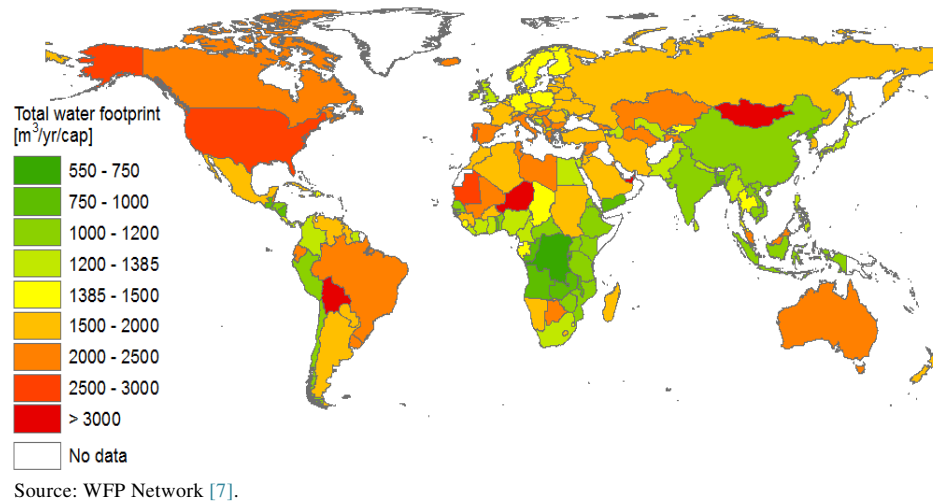 Total water footprint
[m³/yr/cap]
550 - 750
750 - 1000
1000 - 1200
1200 - 1385
1385 - 1500
1500 - 2000
2000 - 2500
2500 - 3000
> 3000
No data
Source: WFP Network [7].